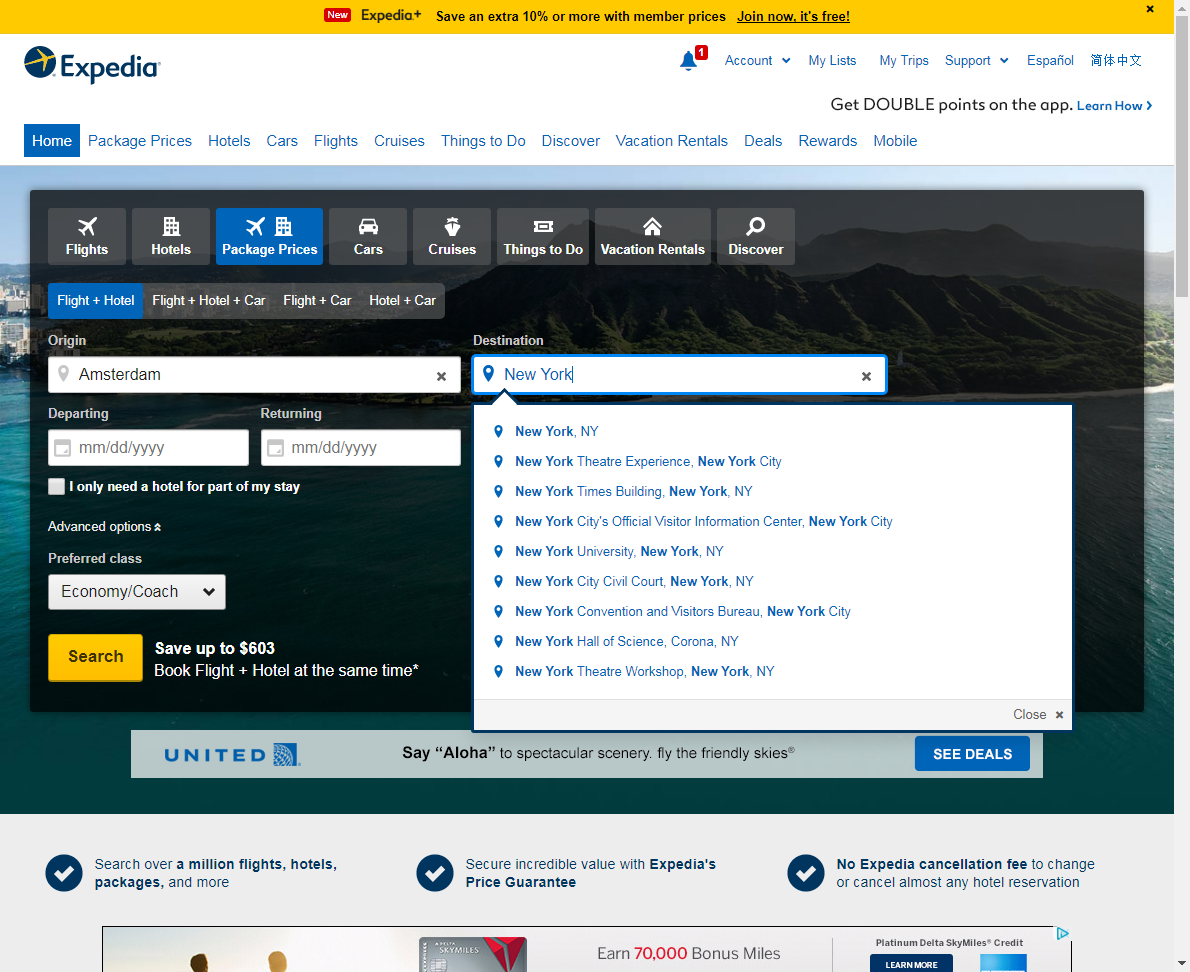 New Expedia+ Save an extra 10% or more with member prices Join now, it's free!
Expedia
1 Account My Lists My Trips Support Español 简体中文
Get DOUBLE points on the app. Learn How
Home Package Prices Hotels Cars Flights Cruises Things to Do Discover Vacation Rentals Deals Rewards Mobile
Flights Hotels Package Prices Cars Cruises Things to Do Vacation Rentals Discover
Flight + Hotel Flight + Hotel + Car Flight + Car Hotel + Car
Origin Destination
Amsterdam New York
Departing Returning
mm/dd/yyyy mm/dd/yyyy
I only need a hotel for part of my stay
Advanced options
Preferred class
Economy/Coach
Search
Save up to $603
Book Flight + Hotel at the same time*
New York, NY
New York Theatre Experience, New York City
New York Times Building, New York, NY
New York City's Official Visitor Information Center, New York City
New York University, New York, NY
New York City Civil Court, New York, NY
New York Convention and Visitors Bureau, New York City
New York Hall of Science, Corona, NY
New York Theatre Workshop, New York, NY
Close
UNITED Say “Aloha” to spectacular scenery. fly the friendly skies® SEE DEALS
Search over a million flights, hotels,
packages, and more
Secure incredible value with Expedia's
Price Guarantee
No Expedia cancellation fee to change
or cancel almost any hotel reservation
DELTA
SKYMILES
Earn 70,000 Bonus Miles
Platinum Delta SkyMiles® Credit
LEARN MORE